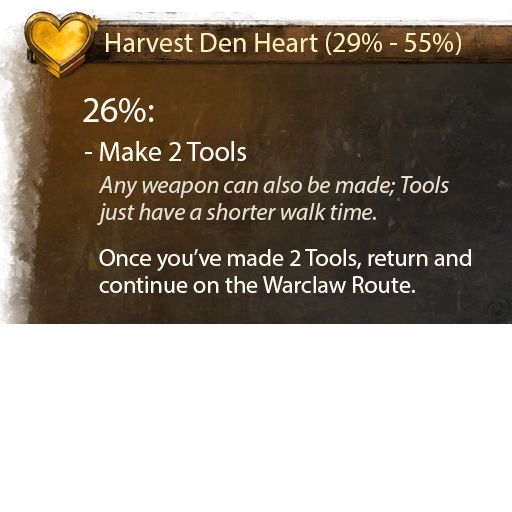 Harvest Den Heart (29% - 55%)
26%:
- Make 2 Tools
Any weapon can also be made; Tools
just have a shorter walk time.
Once you’ve made 2 Tools, return and
continue on the Warclaw Route.